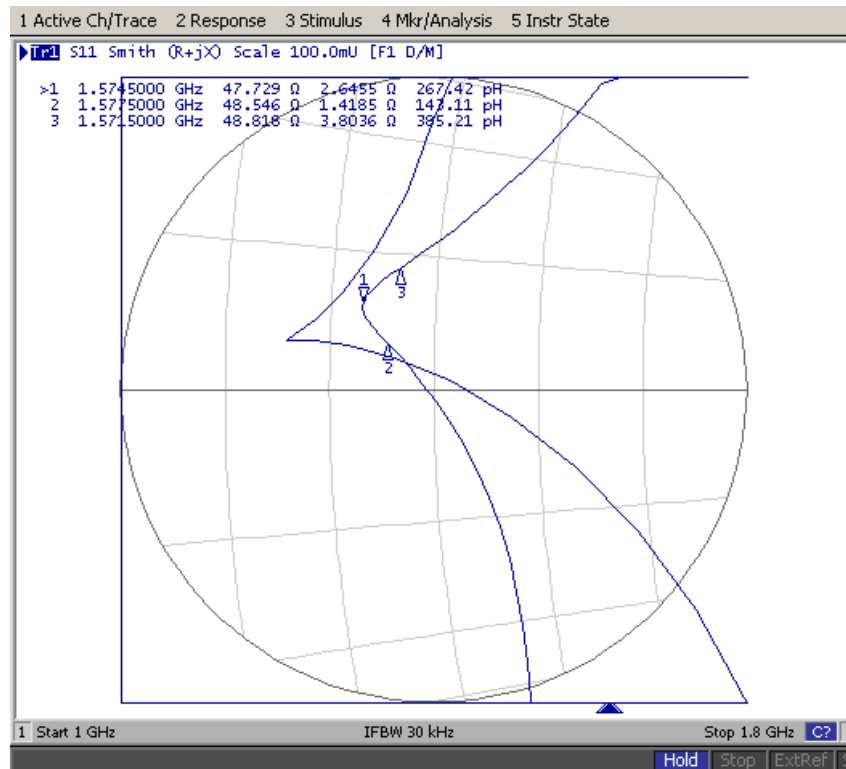 1 Active Ch/Trace 2 Response 3 Stimulus 4 Mkr/Analysis 5 Instr State
Tr1 S11 Smith (R+jX) Scale 100.0mU [F1 D/M]
>1 1.5745000 GHz 47.729 Ω 2.6455 Ω 267.42 pH
2 1.5775000 GHz 48.546 Ω 1.4185 Ω 143.11 pH
3 1.5715000 GHz 48.818 Ω 3.8036 Ω 385.21 pH
1
3
2
1 Start 1 GHz IFBW 30 kHz Stop 1.8 GHz C?
Hold Stop ExtRef